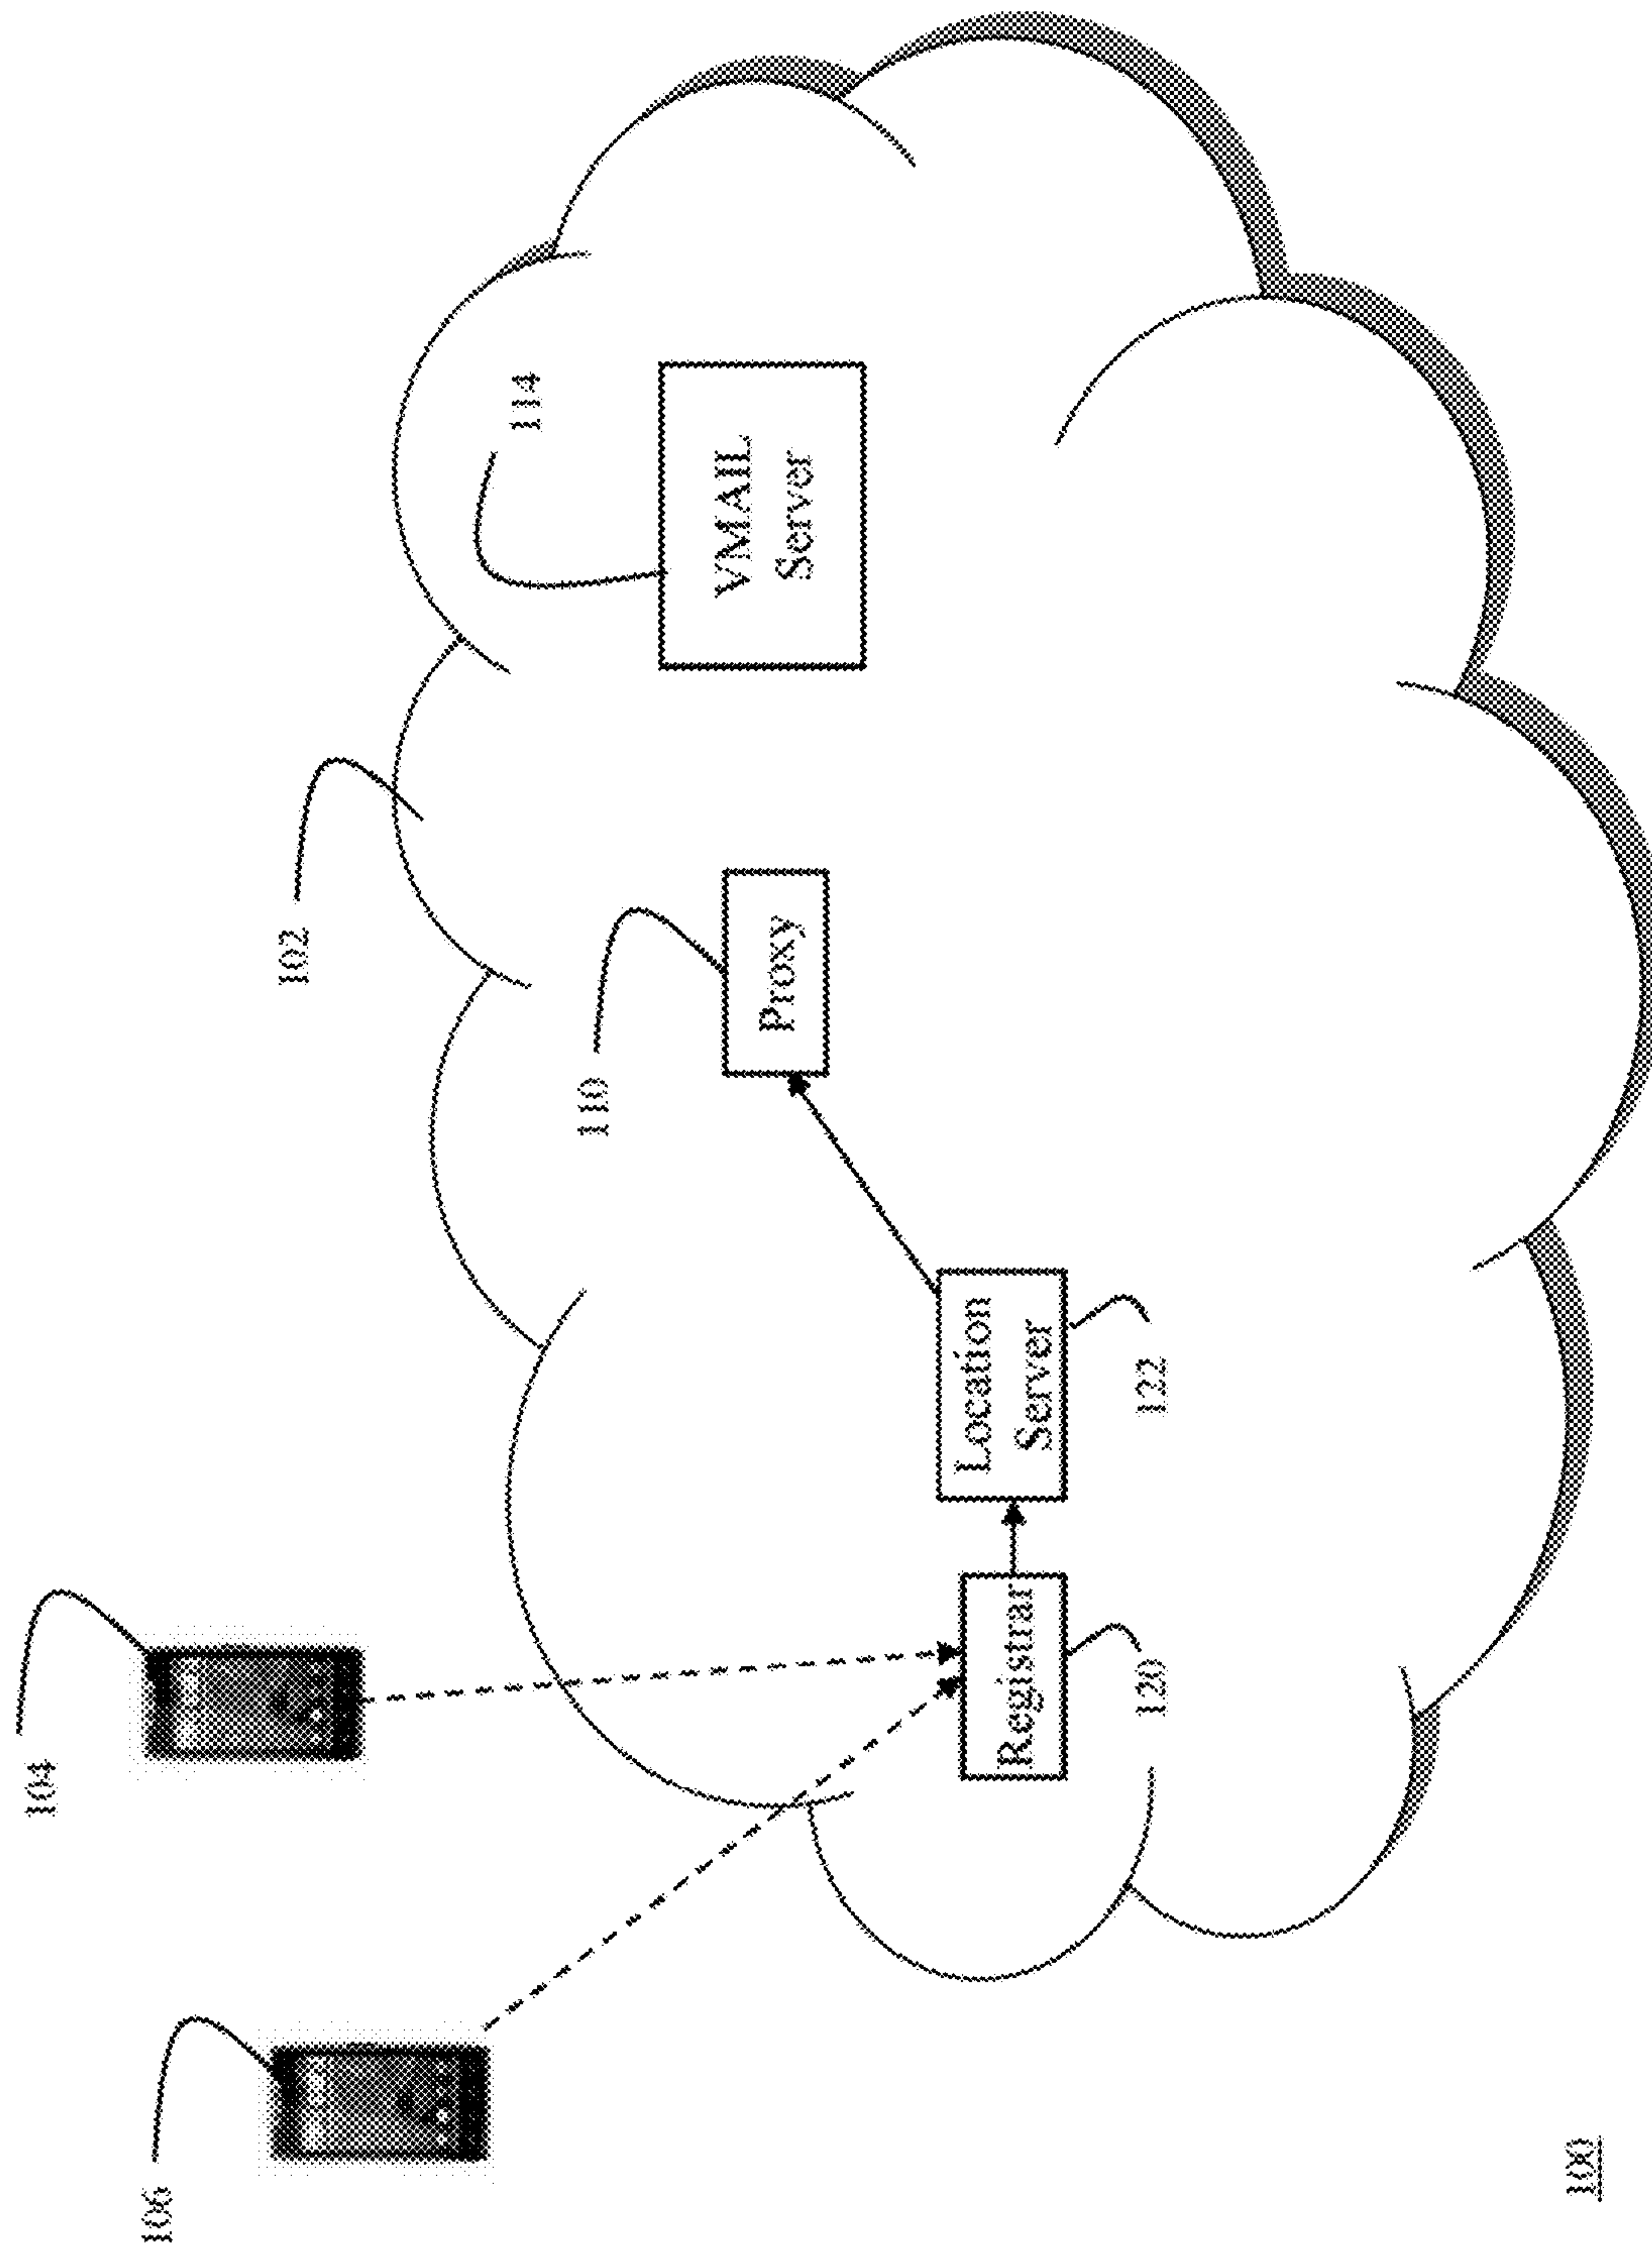 106
104
102
114
110
VMAIL
Server
Proxy
Location
Server
Registrar
122
120
100